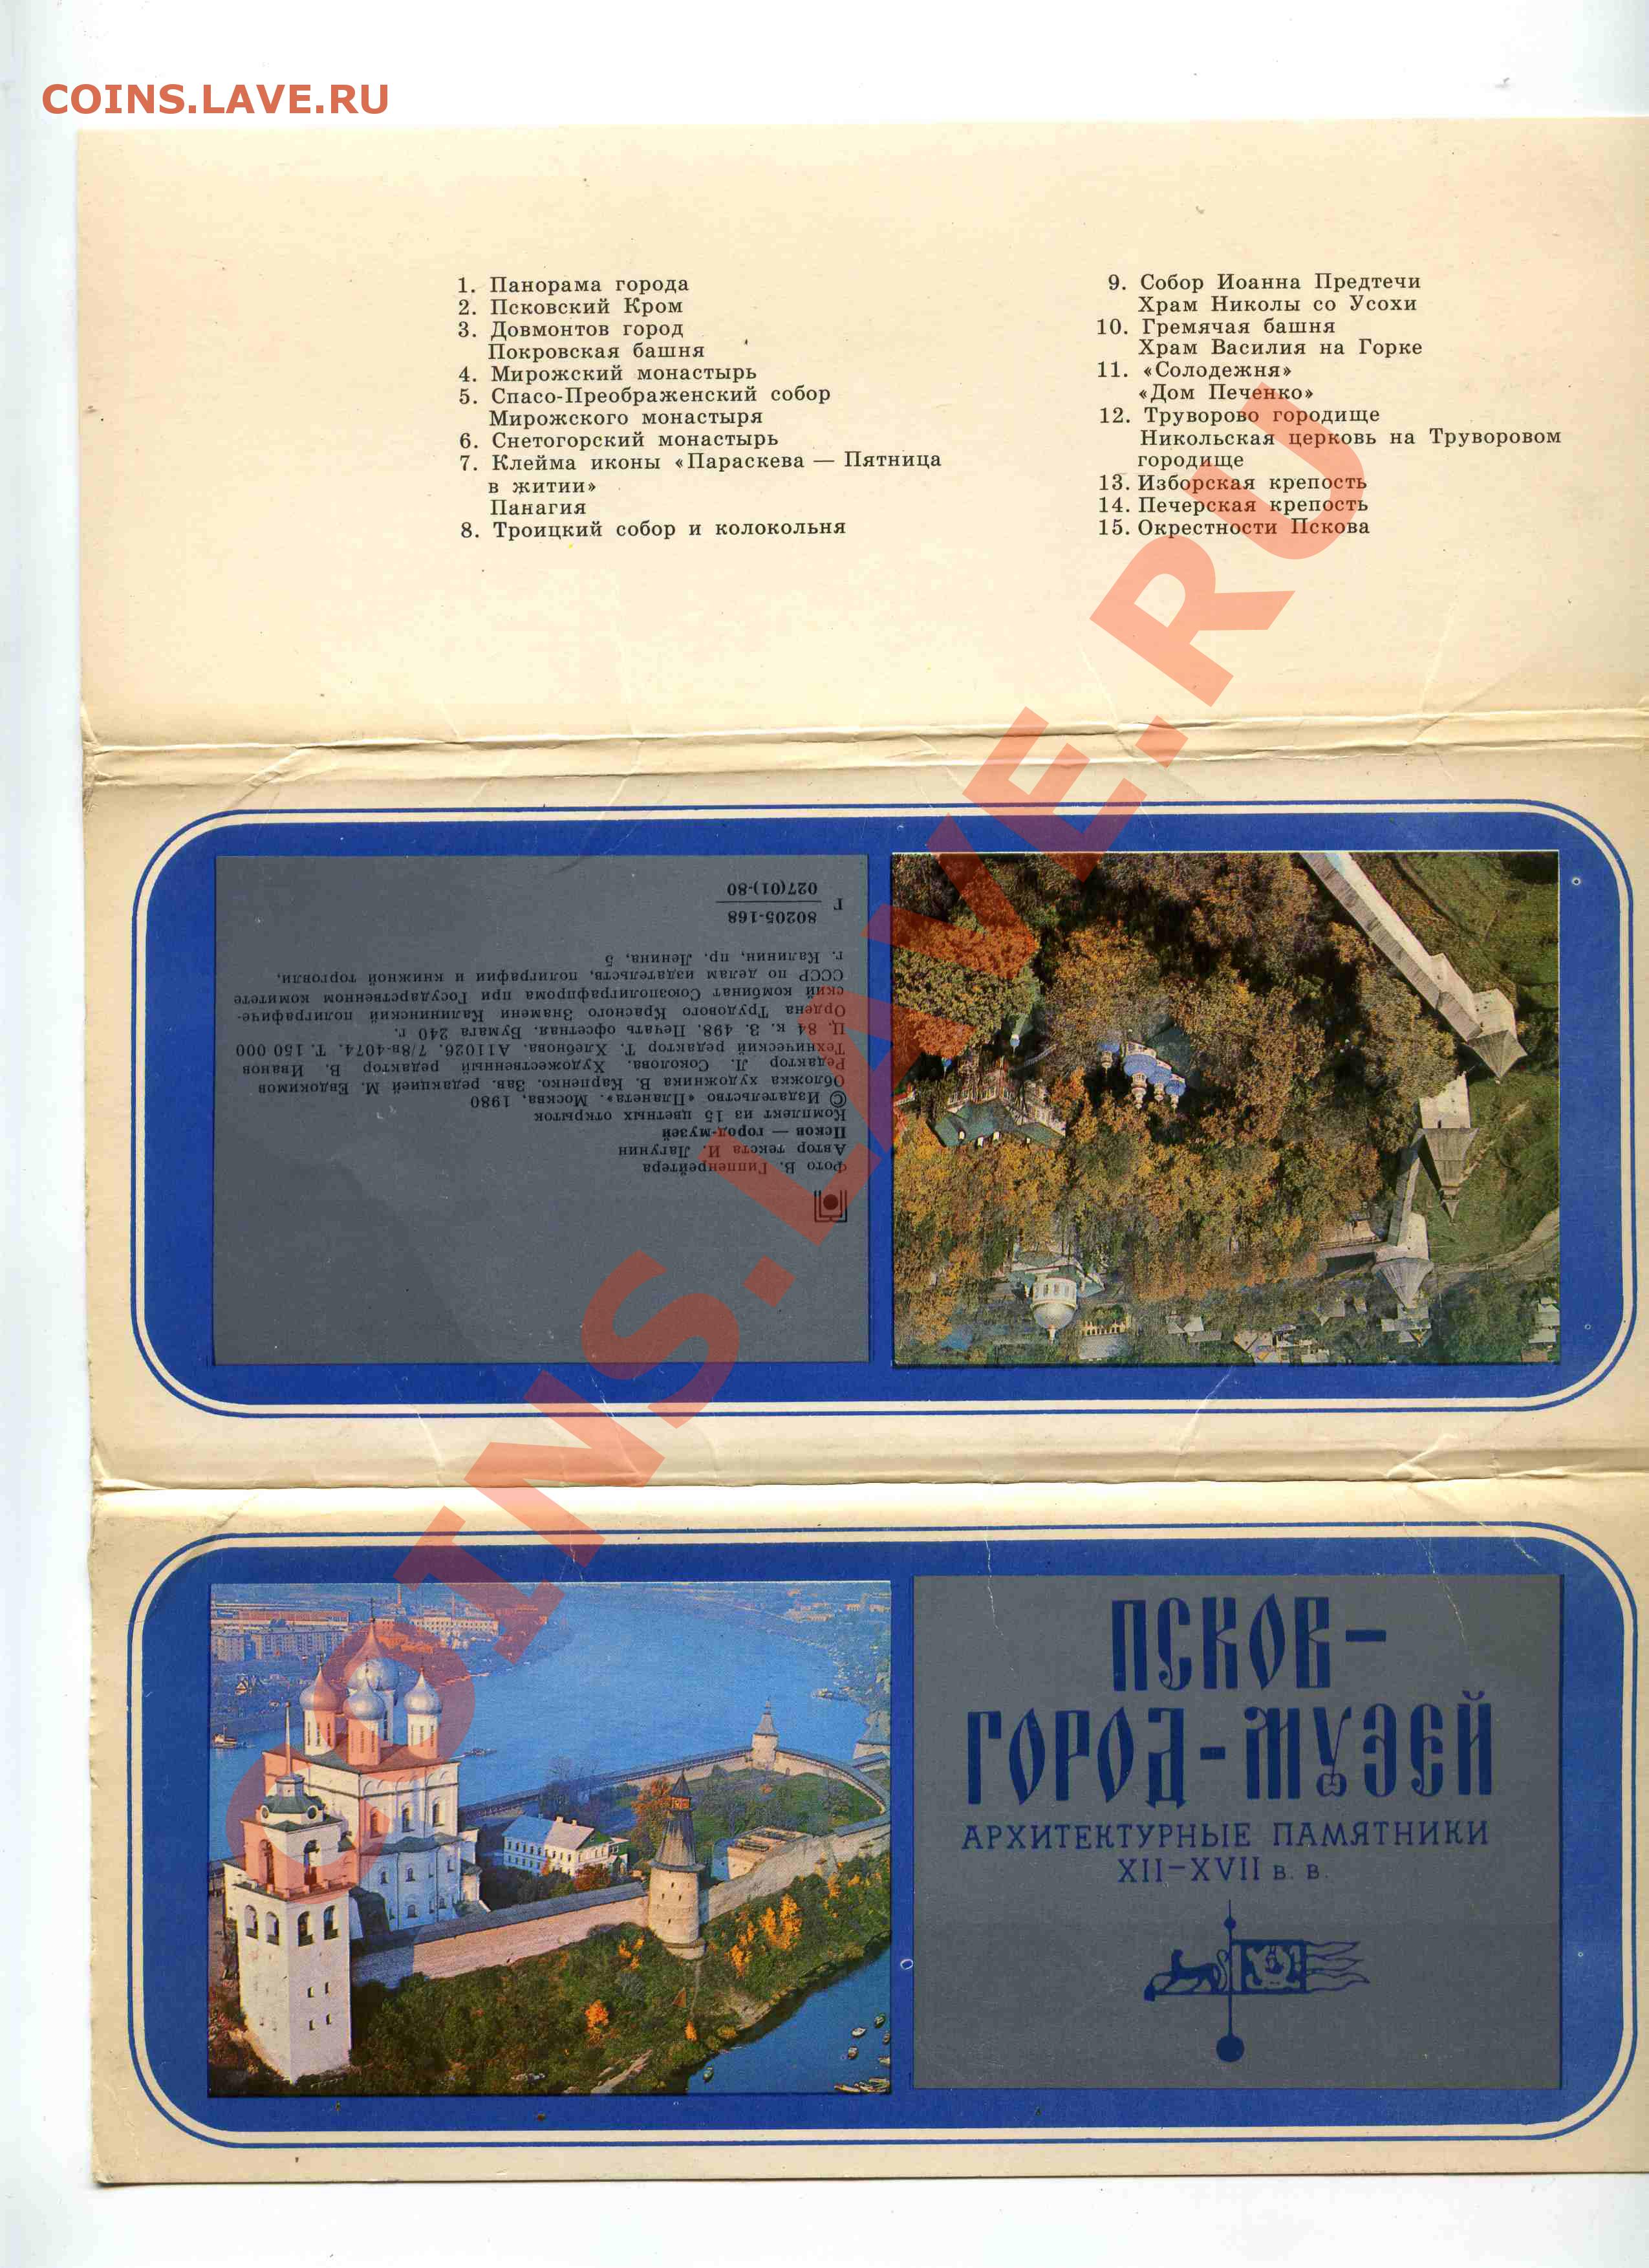 COINS.LAVE.RU
1. Панорама города
2. Псковский Кром
3. Довмонтов город
Покровская башня
4. Мирожский монастырь
5. Спасо-Преображенский собор
Мирожского монастыря
6. Снетогорский монастырь
7. Клейма иконы «Параскева — Пятница
в житии»
Панагия
8. Троицкий собор и колокольня
9. Собор Иоанна Предтечи
Храм Николы со Усохи
10. Гремячая башня
Храм Василия на Горке
11. «Солодежня»
«Дом Печенко»
12. Труворово городище
Никольская церковь на Труворовом
городище
13. Изборская крепость
14. Печерская крепость
15. Окрестности Пскова
Фото В. Гиппенрейтера
Автор текста И. Лагунин
Псков — город-музей
Комплект из 15 цветных открыток
© Издательство «Планета». Москва, 1980
Обложка художника В. Карпенко. Зав. редакцией М. Евдокимов
Редактор Л. Соколова. Художественный редактор В. Иванов
Технический редактор Т. Хлебнова. А11026. 7/8в-4074. Т. 150 000
Ц. 84 к. З. 498. Печать офсетная. Бумага 240 г.
Ордена Трудового Красного Знамени Калининский полиграфиче-
ский комбинат Союзполиграфпрома при Государственном комитете
СССР по делам издательств, полиграфии и книжной торговли,
г. Калинин, пр. Ленина, 5
80205-168
Г
027(01)-80
ПСКОВ-
ГОРОД-МУЗЕЙ
АРХИТЕКТУРНЫЕ ПАМЯТНИКИ
XII-XVII в. в.
COINS.LAVE.RU